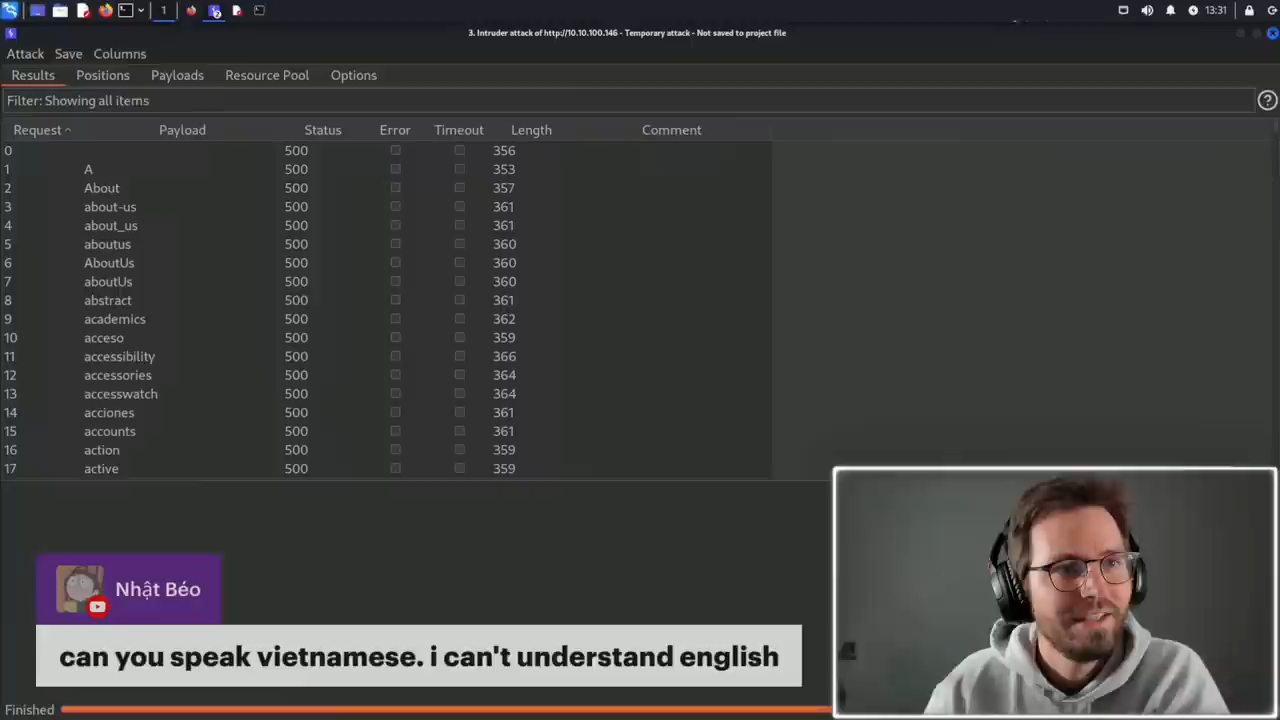 1
2
13:31
3. Intruder attack of http://10.10.100.146 - Temporary attack - Not saved to project file
Attack Save Columns
Results Positions Payloads Resource Pool Options
Filter: Showing all items
?
Request Payload Status Error Timeout Length Comment
0 500 356
1 A 500 353
2 About 500 357
3 about-us 500 361
4 about_us 500 361
5 aboutus 500 360
6 AboutUs 500 360
7 aboutUs 500 360
8 abstract 500 361
9 academics 500 362
10 acceso 500 359
11 accessibility 500 366
12 accessories 500 364
13 accesswatch 500 364
14 acciones 500 361
15 accounts 500 361
16 action 500 359
17 active 500 359
Nhật Béo
can you speak vietnamese. i can't understand english
Finished